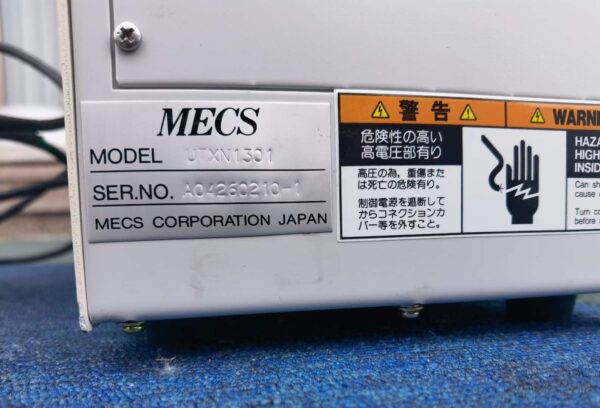 MECS
MODEL UTXN1301
SER.NO. A04260210-1
MECS CORPORATION JAPAN
警告
危険性の高い
高電圧部有り
高圧の為，重傷また
は死亡の危険有り。
制御電源を遮断して
からコネクションカ
バー等を外すこと。
WARN
HAZA
HIGH
INSID
Can
cause
Turn
before